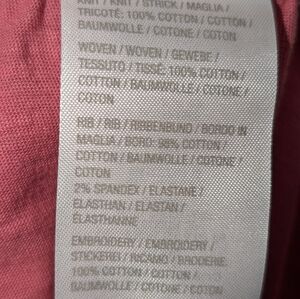 KNIT / KNIT / STRICK / MAGLIA /
TRICOTÉ: 100% COTTON / COTTON /
BAUMWOLLE / COTONE / COTON
WOVEN / WOVEN / GEWEBE /
TESSUTO / TISSÉ: 100% COTTON /
COTTON / BAUMWOLLE / COTONE /
COTON
RIB / RIB / RIBBENBUND / BORDO IN
MAGLIA / BORD: 98% COTTON /
COTTON / BAUMWOLLE / COTONE /
COTON
2% SPANDEX / ELASTANE /
ELASTHAN / ELASTAN /
ÉLASTHANNE
EMBROIDERY / EMBROIDERY /
STICKEREI / RICAMO / BRODERIE:
100% COTTON / COTTON /
BAUMWOLLE / COTONE / COTON